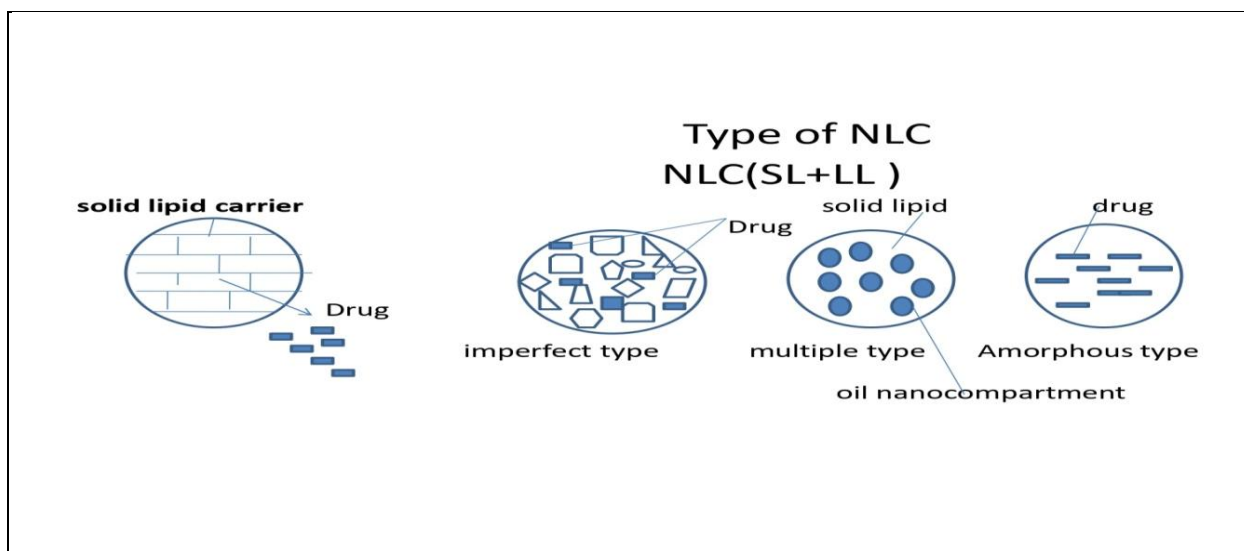 Type of NLC
NLC(SL+LL )
solid lipid carrier
Drug
Drug
solid lipid
drug
imperfect type
multiple type
Amorphous type
oil nanocompartment